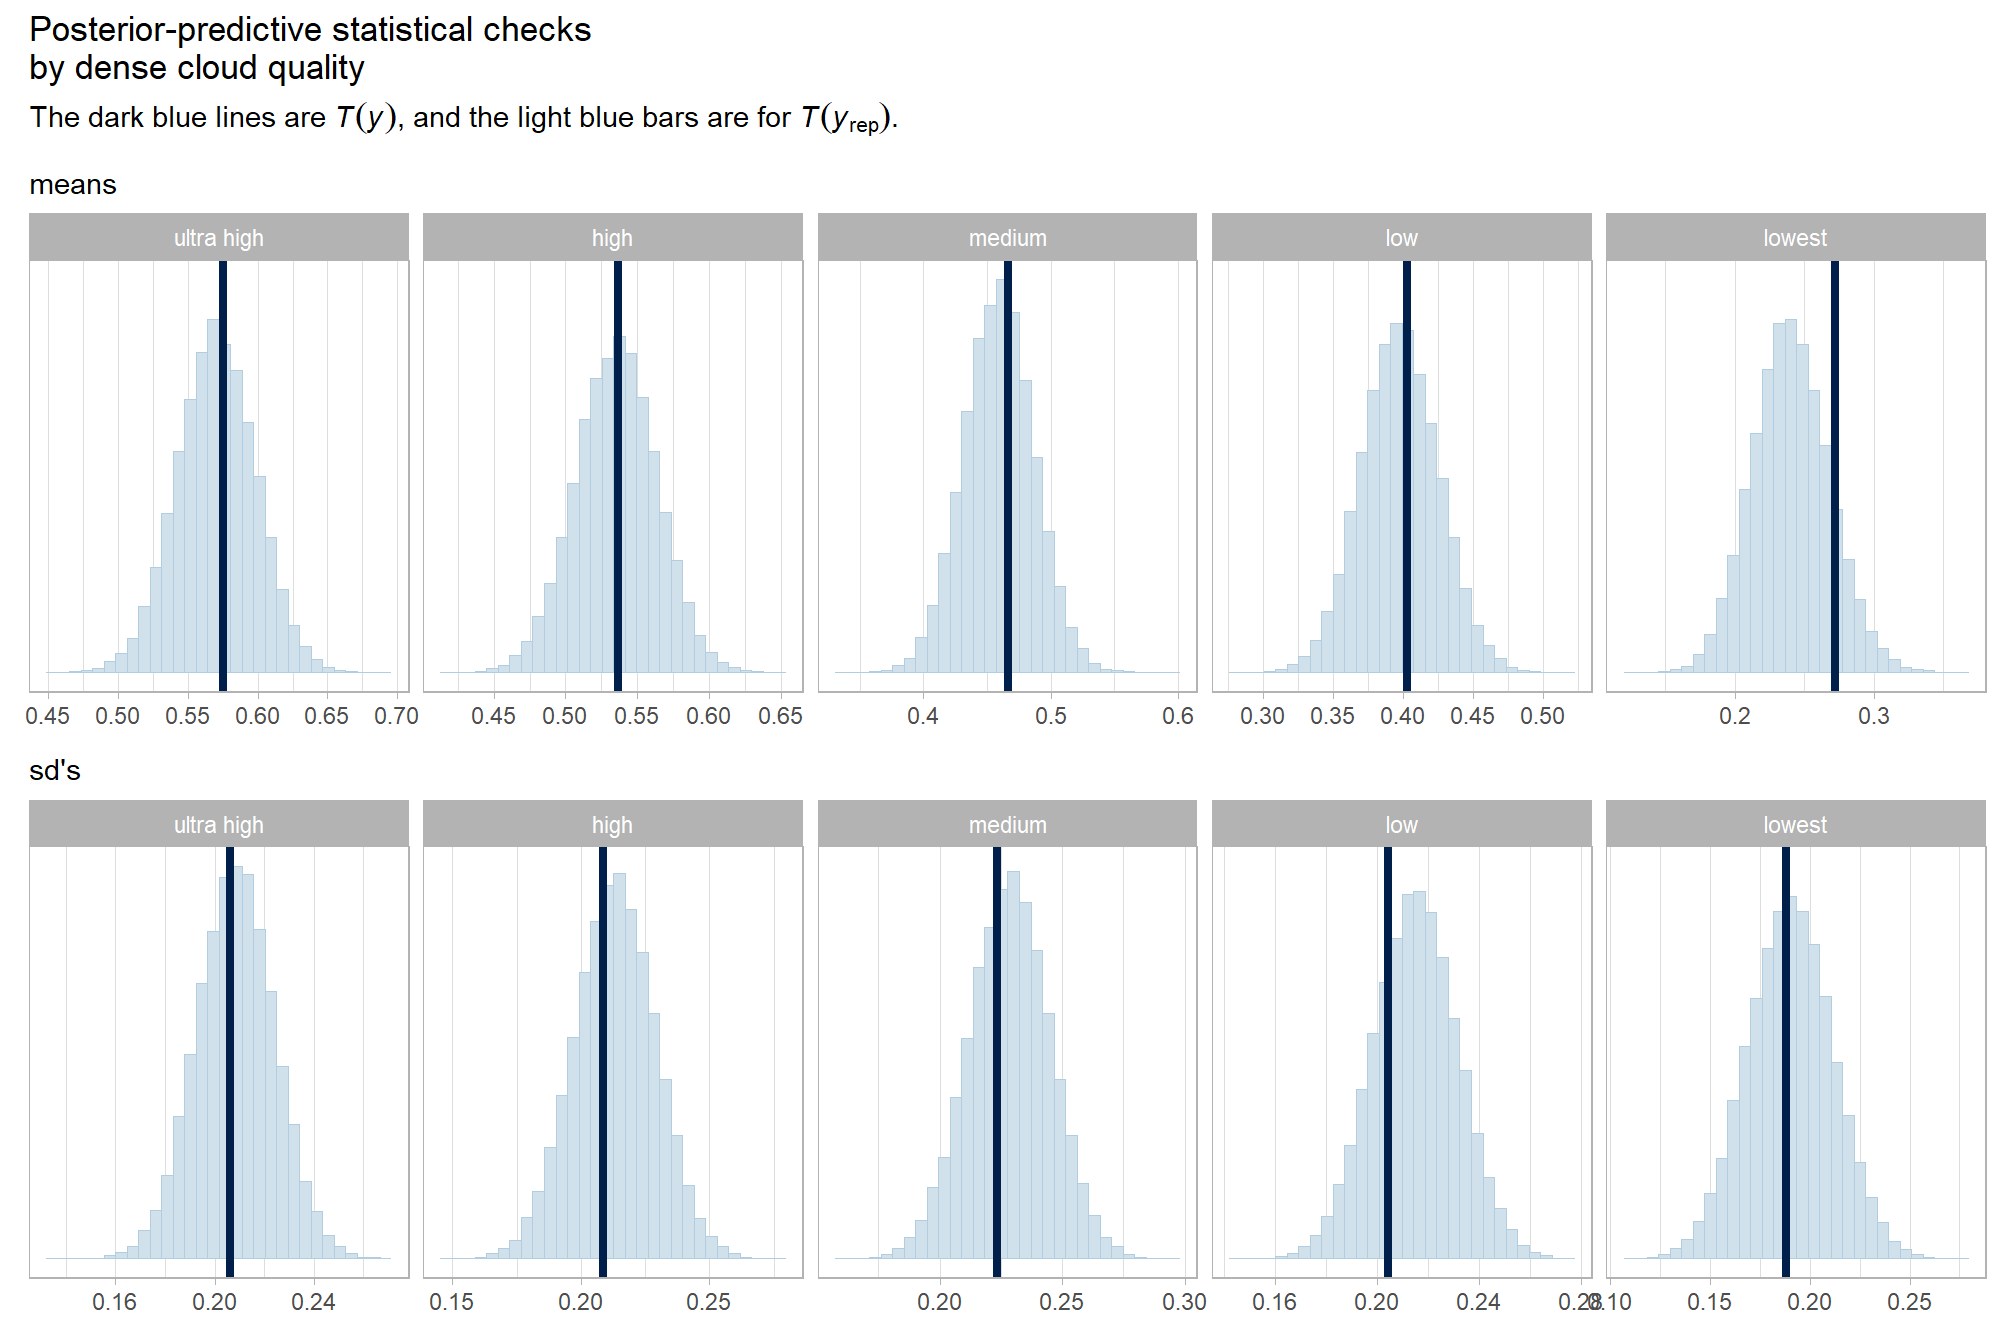 Posterior-predictive statistical checks
by dense cloud quality
The dark blue lines are T(y), and the light blue bars are for T(y_rep).
means
ultra high high medium low lowest
0.45 0.50 0.55 0.60 0.65 0.70 0.45 0.50 0.55 0.60 0.65 0.4 0.5 0.6 0.30 0.35 0.40 0.45 0.50 0.2 0.3
sd's
ultra high high medium low lowest
0.16 0.20 0.24 0.15 0.20 0.25 0.20 0.25 0.30 0.16 0.20 0.24 0.28 0.10 0.15 0.20 0.25